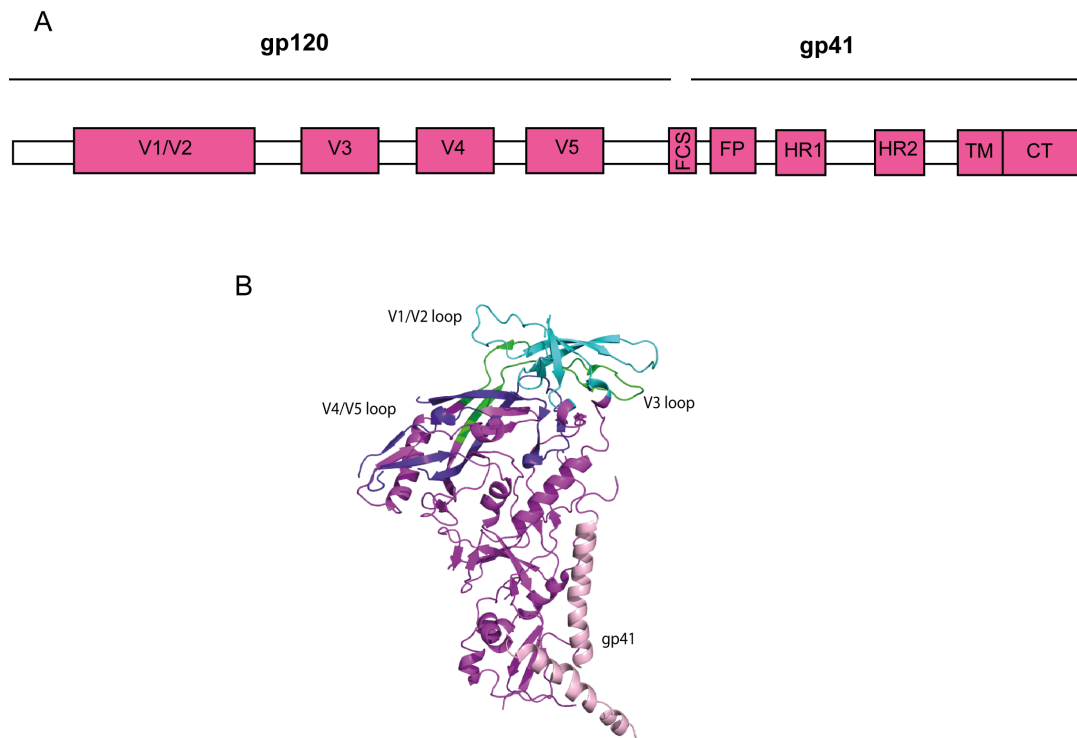 A
gp120 gp41
V1/V2 V3 V4 V5 FCS FP HR1 HR2 TM CT
B
V1/V2 loop
V3 loop
V4/V5 loop
gp41